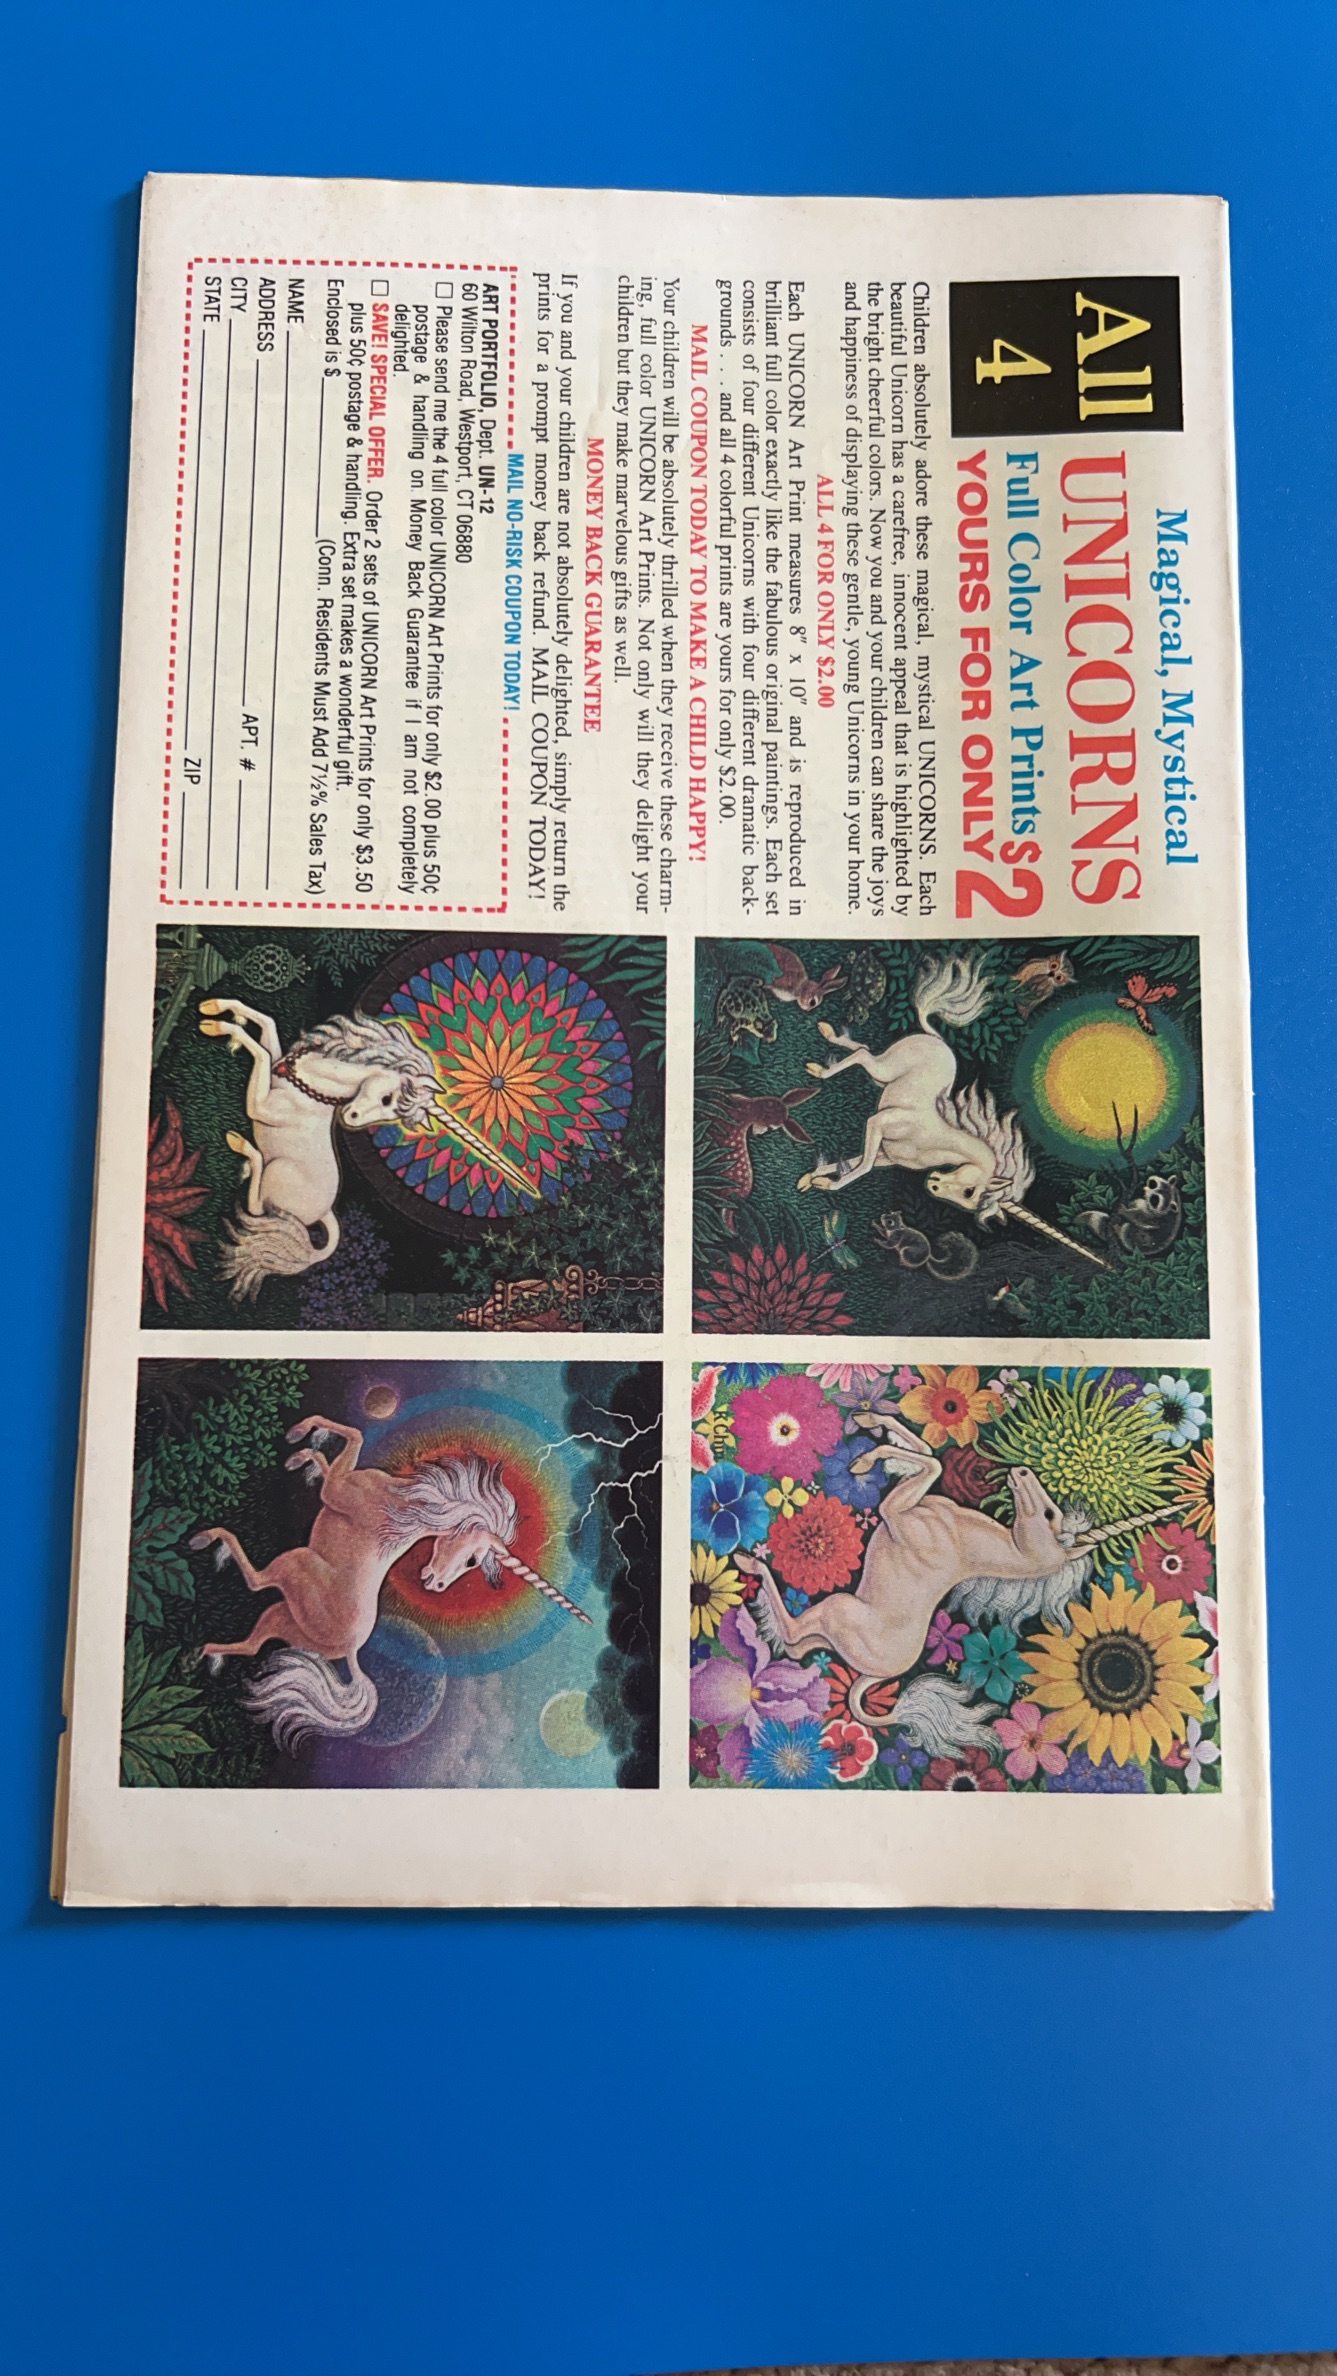 Magical, Mystical
All UNICORNS
4 Full Color Art Prints
YOURS FOR ONLY $2
Children absolutely adore these magical, mystical UNICORNS. Each
beautiful Unicorn has a carefree, innocent appeal that is highlighted by
the bright cheerful colors. Now you and your children can share the joys
and happiness of displaying these gentle, young Unicorns in your home.
ALL 4 FOR ONLY $2.00
Each UNICORN Art Print measures 8″ x 10″ and is reproduced in
brilliant full color exactly like the fabulous original paintings. Each set
consists of four different Unicorns with four different dramatic back-
grounds . . . and all 4 colorful prints are yours for only $2.00.
MAIL COUPON TODAY TO MAKE A CHILD HAPPY!
Your children will be absolutely thrilled when they receive these charm-
ing, full color UNICORN Art Prints. Not only will they delight your
children but they make marvelous gifts as well.
MONEY BACK GUARANTEE
If you and your children are not absolutely delighted, simply return the
prints for a prompt money back refund. MAIL COUPON TODAY!
MAIL NO-RISK COUPON TODAY!
ART PORTFOLIO, Dept. UN-12
60 Wilton Road, Westport, CT 06880
☐ Please send me the 4 full color UNICORN Art Prints for only $2.00 plus 50¢
postage & handling on. Money Back Guarantee if I am not completely
delighted.
☐ SAVE! SPECIAL OFFER. Order 2 sets of UNICORN Art Prints for only $3.50
plus 50¢ postage & handling. Extra set makes a wonderful gift.
Enclosed is $ (Conn. Residents Must Add 7½% Sales Tax)
NAME
ADDRESS
CITY APT. #
STATE ZIP